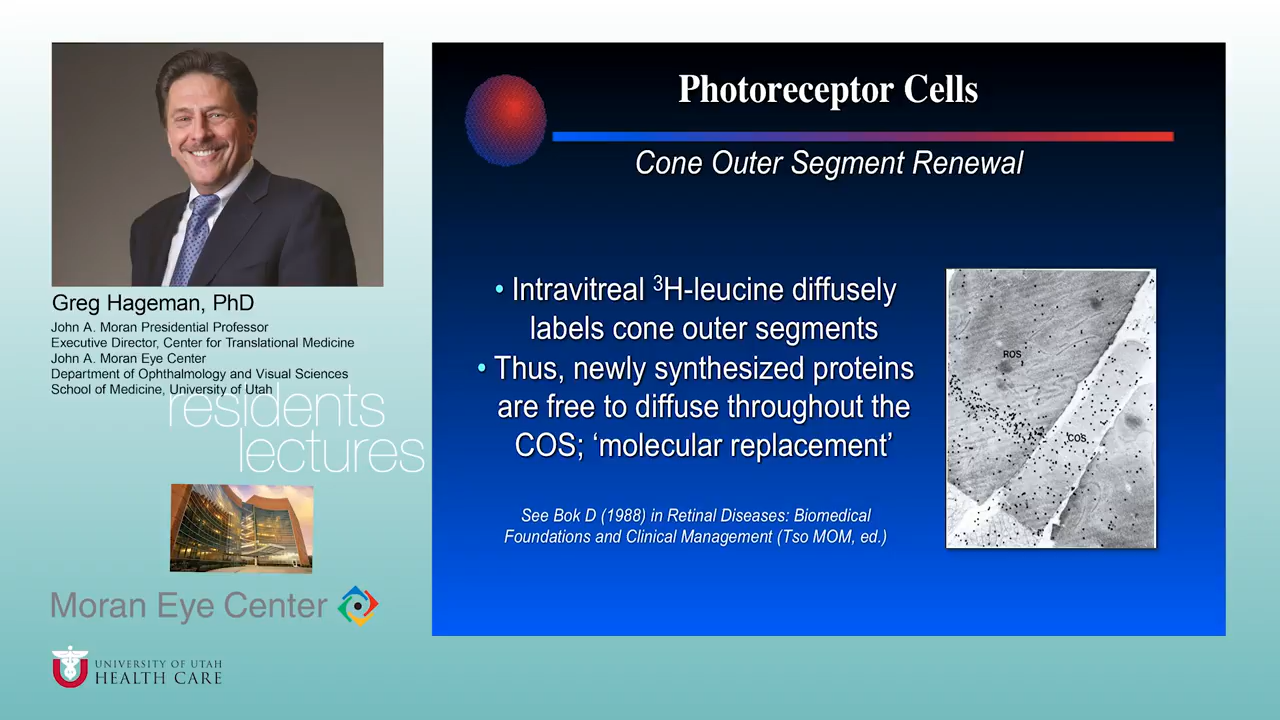 Greg Hageman, PhD
John A. Moran Presidential Professor
Executive Director, Center for Translational Medicine
John A. Moran Eye Center
Department of Ophthalmology and Visual Sciences
School of Medicine, University of Utah
residents
lectures
Moran Eye Center
UNIVERSITY OF UTAH
HEALTH CARE
Photoreceptor Cells
Cone Outer Segment Renewal
• Intravitreal ³H-leucine diffusely
labels cone outer segments
• Thus, newly synthesized proteins
are free to diffuse throughout the
COS; ‘molecular replacement’
See Bok D (1988) in Retinal Diseases: Biomedical
Foundations and Clinical Management (Tso MOM, ed.)
ROS
COS